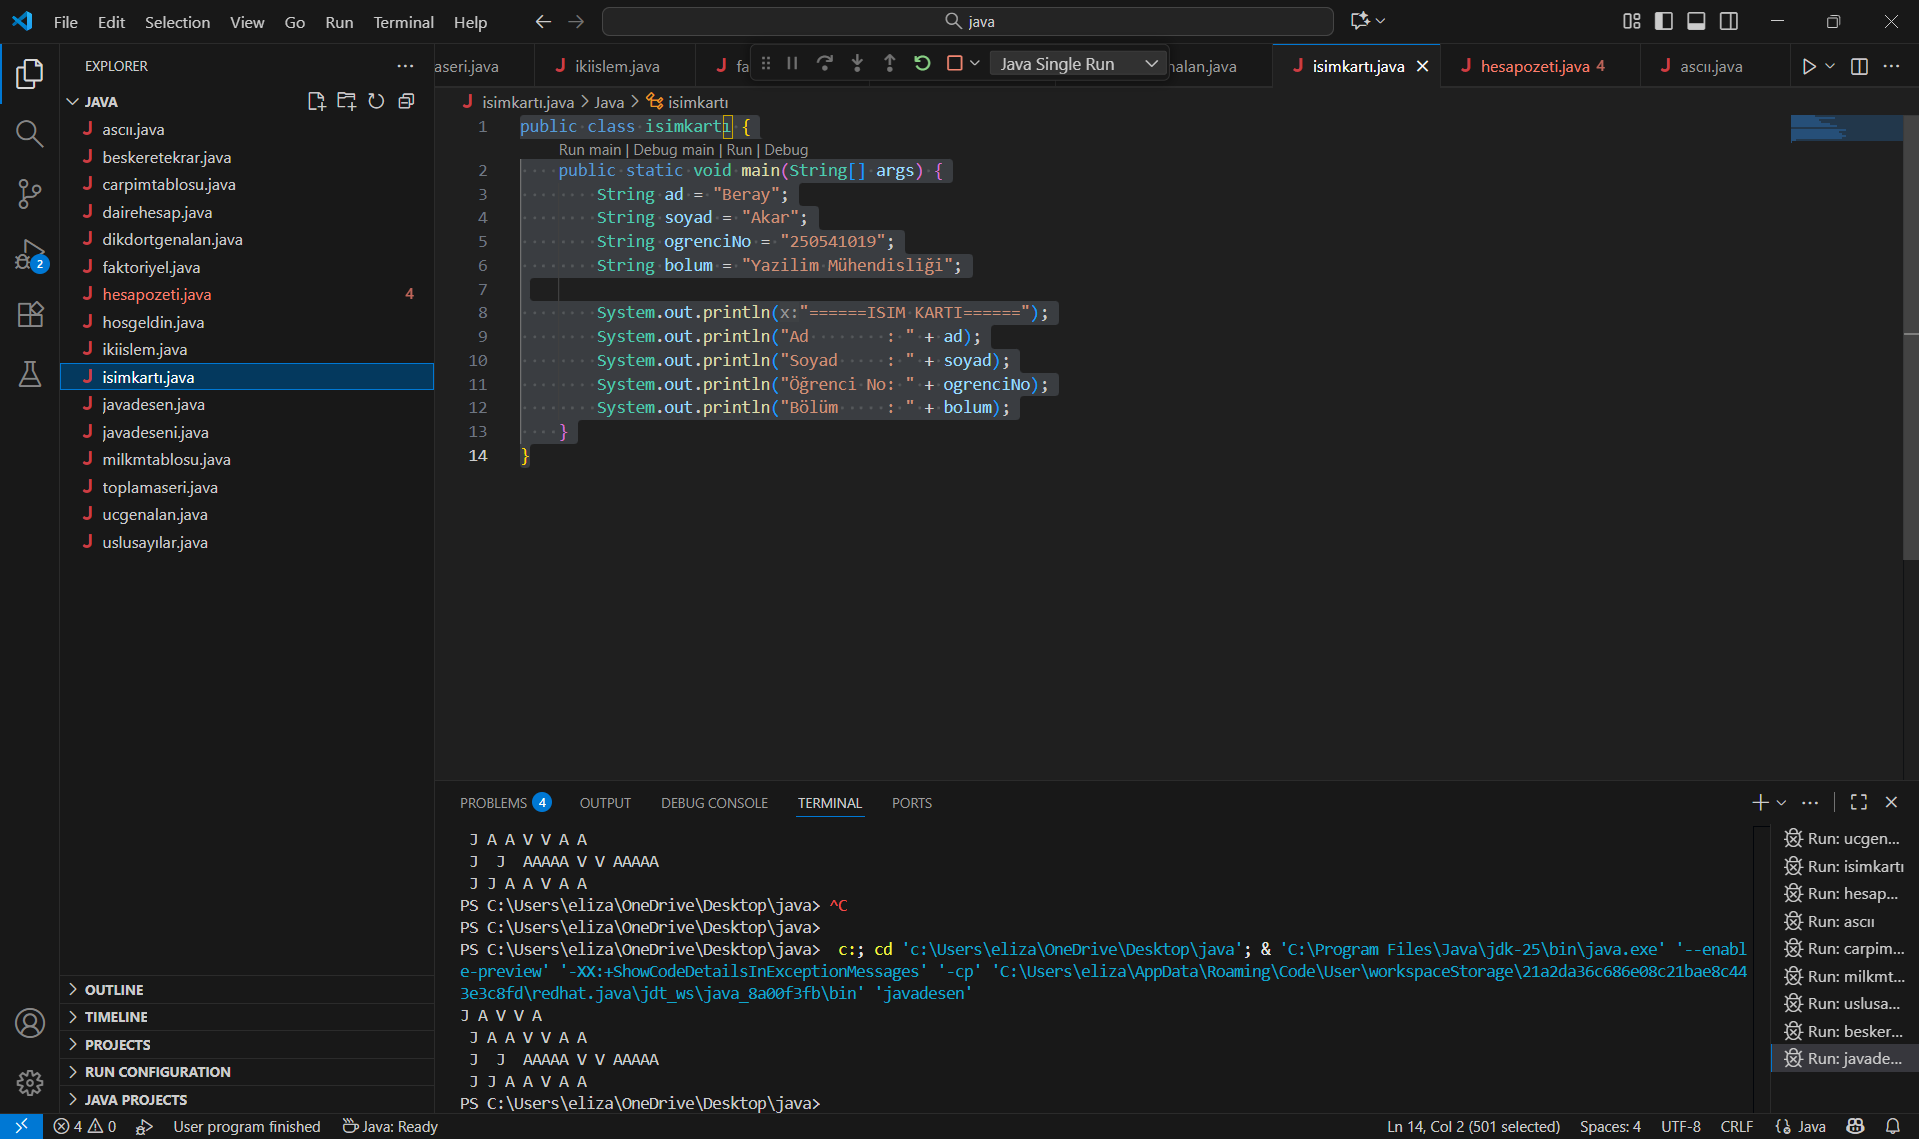 File Edit Selection View Go Run Terminal Help
java
EXPLORER
aseri.java
ikiislem.java
fa
Java Single Run
nalan.java
isimkartı.java
hesapozeti.java 4
ascıı.java
JAVA
isimkartı.java > Java > isimkartı
ascıı.java
beskeretekrar.java
carpimtablosu.java
dairehesap.java
dikdortgenalan.java
faktoriyel.java
hesapozeti.java 4
hosgeldin.java
ikiislem.java
isimkartı.java
javadesen.java
javadeseni.java
milkmtablosu.java
toplamaseri.java
ucgenalan.java
uslusayılar.java
2
1 public class isimkartı {
Run main | Debug main | Run | Debug
2 public static void main(String[] args) {
3 String ad = "Beray";
4 String soyad = "Akar";
5 String ogrenciNo = "250541019";
6 String bolum = "Yazilim Mühendisliği";
7
8 System.out.println(x:"======ISIM KARTI======");
9 System.out.println("Ad        : " + ad);
10 System.out.println("Soyad     : " + soyad);
11 System.out.println("Öğrenci No: " + ogrenciNo);
12 System.out.println("Bölüm     : " + bolum);
13 }
14 }
OUTLINE
TIMELINE
PROJECTS
RUN CONFIGURATION
JAVA PROJECTS
PROBLEMS 4 OUTPUT DEBUG CONSOLE TERMINAL PORTS
J A A V V A A
J  J  AAAAA V V AAAAA
J J A A V A A
PS C:\Users\eliza\OneDrive\Desktop\java> ^C
PS C:\Users\eliza\OneDrive\Desktop\java>
PS C:\Users\eliza\OneDrive\Desktop\java>  c:; cd 'c:\Users\eliza\OneDrive\Desktop\java'; & 'C:\Program Files\Java\jdk-25\bin\java.exe' '--enabl
e-preview' '-XX:+ShowCodeDetailsInExceptionMessages' '-cp' 'C:\Users\eliza\AppData\Roaming\Code\User\workspaceStorage\21a2da36c686e08c21bae8c44
3e3c8fd\redhat.java\jdt_ws\java_8a00f3fb\bin' 'javadesen'
J A V V A
J A A V V A A
J  J  AAAAA V V AAAAA
J J A A V A A
PS C:\Users\eliza\OneDrive\Desktop\java>
Run: ucgen...
Run: isimkartı
Run: hesap...
Run: ascıı
Run: carpim...
Run: milkmt...
Run: uslusa...
Run: besker...
Run: javade...
4 0 User program finished Java: Ready
Ln 14, Col 2 (501 selected) Spaces: 4 UTF-8 CRLF Java